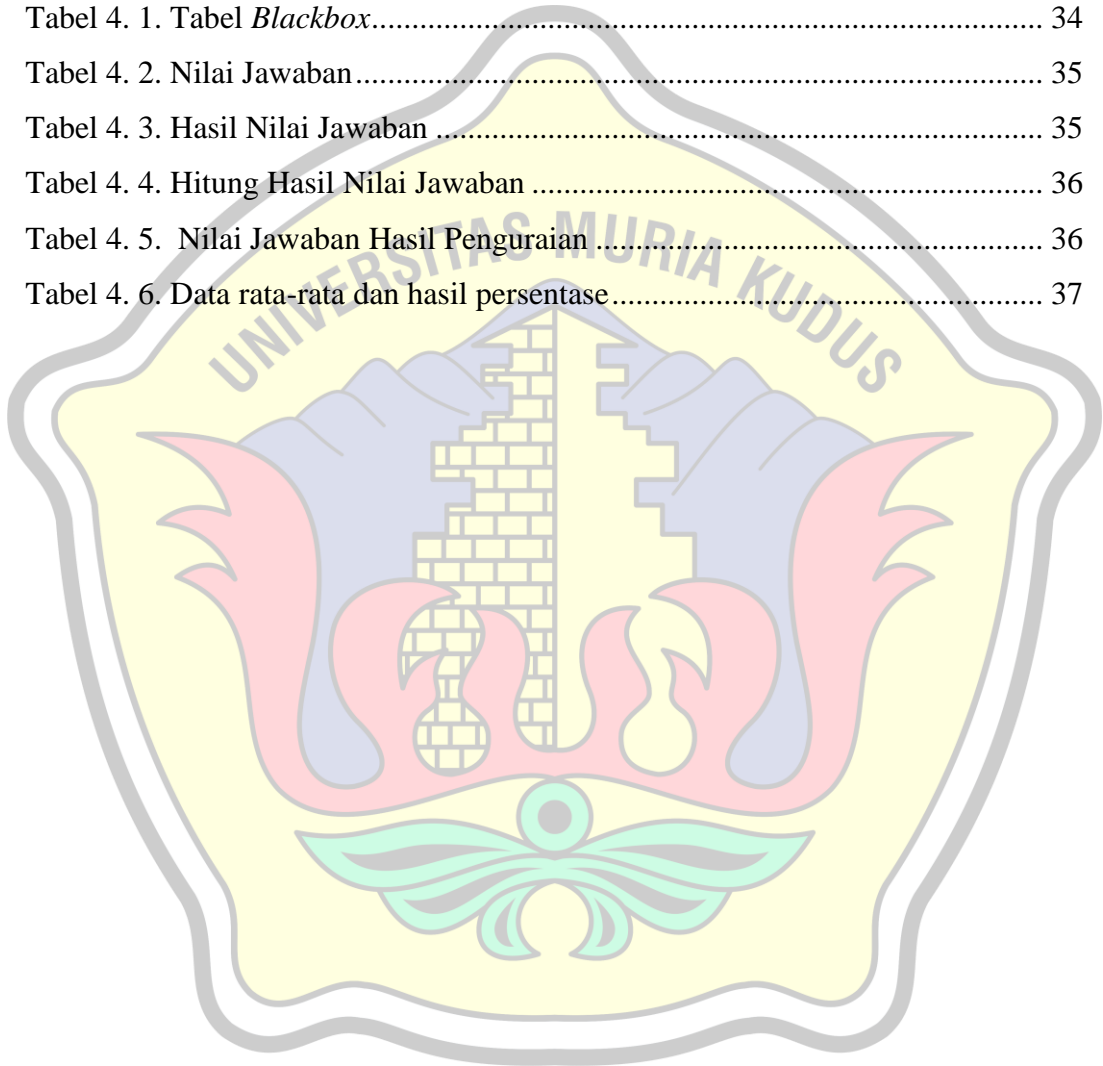 Tabel 4. 1. Tabel Blackbox........................................................................................ 34
Tabel 4. 2. Nilai Jawaban........................................................................................... 35
Tabel 4. 3. Hasil Nilai Jawaban ................................................................................. 35
Tabel 4. 4. Hitung Hasil Nilai Jawaban ..................................................................... 36
Tabel 4. 5.  Nilai Jawaban Hasil Penguraian ............................................................. 36
Tabel 4. 6. Data rata-rata dan hasil persentase........................................................... 37
UNIVERSITAS MURIA KUDUS